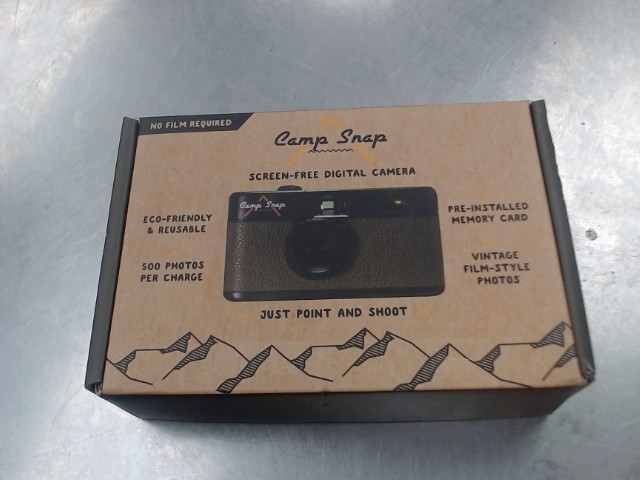 NO FILM REQUIRED
Camp Snap
SCREEN-FREE DIGITAL CAMERA
Camp Snap
ECO-FRIENDLY
& REUSABLE
500 PHOTOS
PER CHARGE
PRE-INSTALLED
MEMORY CARD
VINTAGE
FILM-STYLE
PHOTOS
JUST POINT AND SHOOT